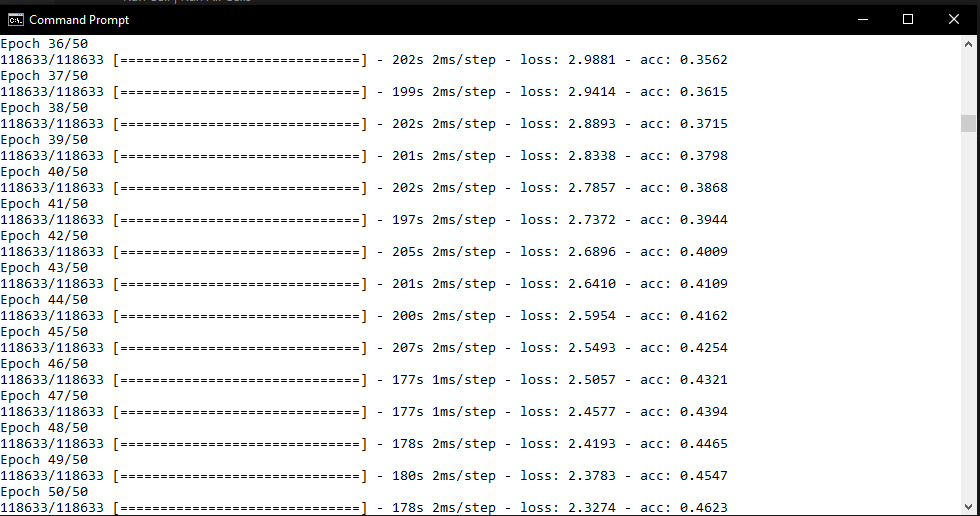 Command Prompt
Epoch 36/50
118633/118633 [==============================] - 202s 2ms/step - loss: 2.9881 - acc: 0.3562
Epoch 37/50
118633/118633 [==============================] - 199s 2ms/step - loss: 2.9414 - acc: 0.3615
Epoch 38/50
118633/118633 [==============================] - 202s 2ms/step - loss: 2.8893 - acc: 0.3715
Epoch 39/50
118633/118633 [==============================] - 201s 2ms/step - loss: 2.8338 - acc: 0.3798
Epoch 40/50
118633/118633 [==============================] - 202s 2ms/step - loss: 2.7857 - acc: 0.3868
Epoch 41/50
118633/118633 [==============================] - 197s 2ms/step - loss: 2.7372 - acc: 0.3944
Epoch 42/50
118633/118633 [==============================] - 205s 2ms/step - loss: 2.6896 - acc: 0.4009
Epoch 43/50
118633/118633 [==============================] - 201s 2ms/step - loss: 2.6410 - acc: 0.4109
Epoch 44/50
118633/118633 [==============================] - 200s 2ms/step - loss: 2.5954 - acc: 0.4162
Epoch 45/50
118633/118633 [==============================] - 207s 2ms/step - loss: 2.5493 - acc: 0.4254
Epoch 46/50
118633/118633 [==============================] - 177s 1ms/step - loss: 2.5057 - acc: 0.4321
Epoch 47/50
118633/118633 [==============================] - 177s 1ms/step - loss: 2.4577 - acc: 0.4394
Epoch 48/50
118633/118633 [==============================] - 178s 2ms/step - loss: 2.4193 - acc: 0.4465
Epoch 49/50
118633/118633 [==============================] - 180s 2ms/step - loss: 2.3783 - acc: 0.4547
Epoch 50/50
118633/118633 [==============================] - 178s 2ms/step - loss: 2.3274 - acc: 0.4623